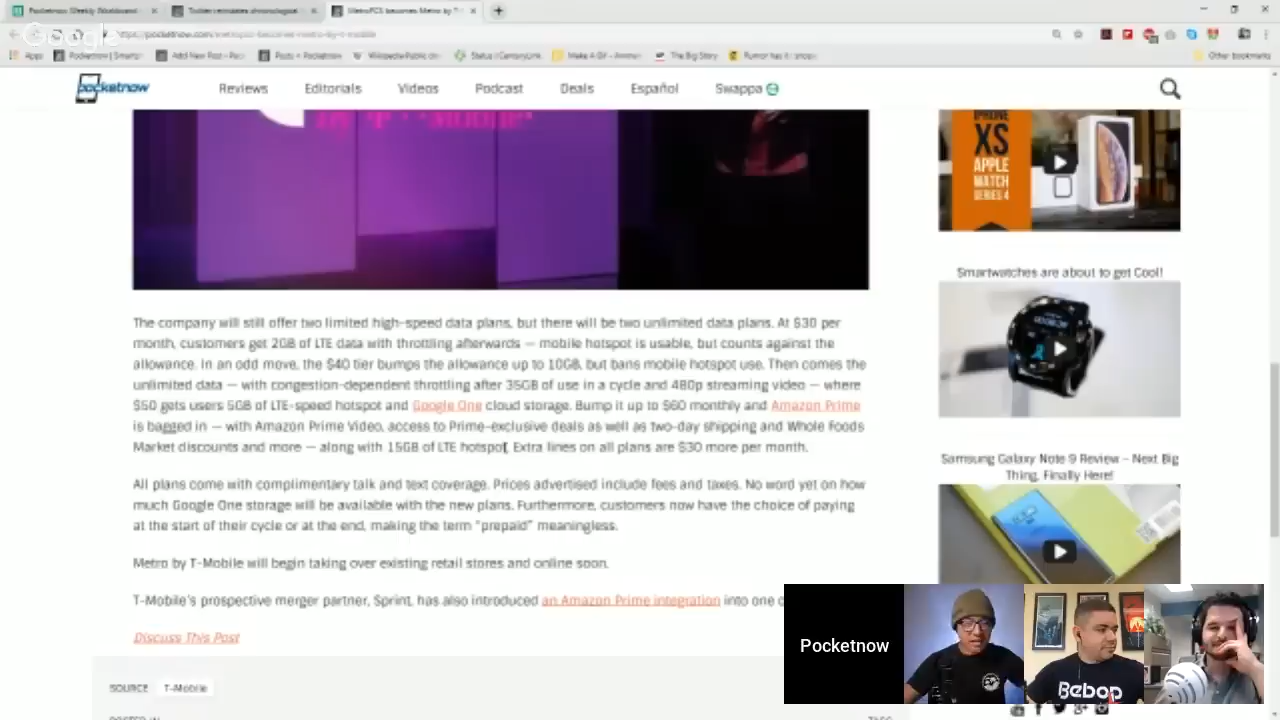 Pocketnow Weekly
Twitter reinstates chronological
MetroPCS becomes Metro by T
Google
https://pocketnow.com/metropcs-becomes-metro-by-t-mobile
Apps
Pocketnow | Smartp
Add New Post - Poc
Posts < Pocketnow
Wikipedia:Public do
Status | CenturyLink
Make A GIF - Animat
The Big Story
Rumor has it : snops
Other bookmarks
pocketnow
Reviews
Editorials
Videos
Podcast
Deals
Español
Swappa
by T · Mobile
IPHONE
XS
APPLE
WATCH
SERIES 4
Smartwatches are about to get Cool!
Samsung Galaxy Note 9 Review – Next Big
Thing, Finally Here!
The company will still offer two limited high-speed data plans, but there will be two unlimited data plans. At $30 per
month, customers get 2GB of LTE data with throttling afterwards — mobile hotspot is usable, but counts against the
allowance. In an odd move, the $40 tier bumps the allowance up to 10GB, but bans mobile hotspot use. Then comes the
unlimited data — with congestion-dependent throttling after 35GB of use in a cycle and 480p streaming video — where
$50 gets users 5GB of LTE-speed hotspot and Google One cloud storage. Bump it up to $60 monthly and Amazon Prime
is bagged in — with Amazon Prime Video, access to Prime-exclusive deals as well as two-day shipping and Whole Foods
Market discounts and more — along with 15GB of LTE hotspot. Extra lines on all plans are $30 more per month.
All plans come with complimentary talk and text coverage. Prices advertised include fees and taxes. No word yet on how
much Google One storage will be available with the new plans. Furthermore, customers now have the choice of paying
at the start of their cycle or at the end, making the term "prepaid" meaningless.
Metro by T-Mobile will begin taking over existing retail stores and online soon.
T-Mobile's prospective merger partner, Sprint, has also introduced an Amazon Prime integration into one o
Discuss This Post
SOURCE
T-Mobile
POSTED IN
TAGS
Pocketnow
Bebop